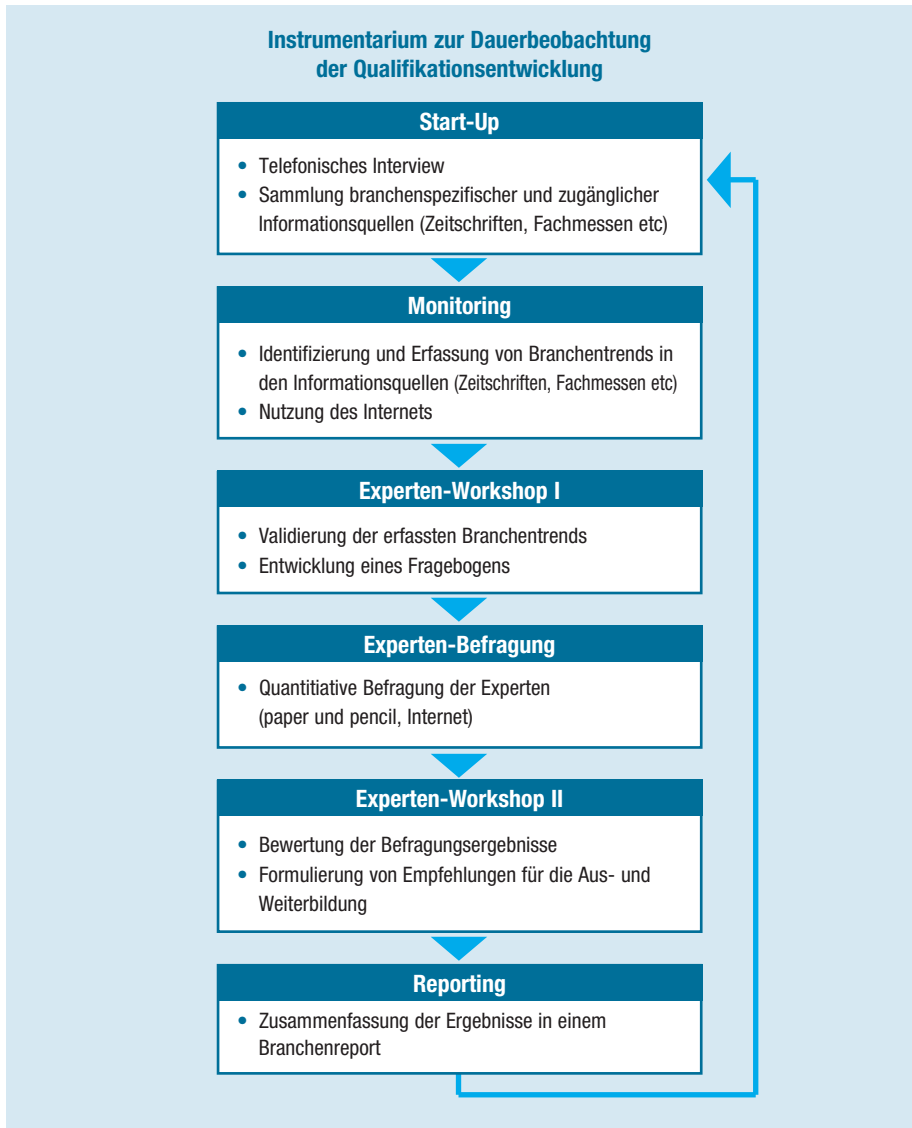 Instrumentarium zur Dauerbeobachtung
der Qualifikationsentwicklung
Start-Up
• Telefonisches Interview
• Sammlung branchenspezifischer und zugänglicher
Informationsquellen (Zeitschriften, Fachmessen etc)
Monitoring
• Identifizierung und Erfassung von Branchentrends in
den Informationsquellen (Zeitschriften, Fachmessen etc)
• Nutzung des Internets
Experten-Workshop I
• Validierung der erfassten Branchentrends
• Entwicklung eines Fragebogens
Experten-Befragung
• Quantitiative Befragung der Experten
(paper und pencil, Internet)
Experten-Workshop II
• Bewertung der Befragungsergebnisse
• Formulierung von Empfehlungen für die Aus- und
Weiterbildung
Reporting
• Zusammenfassung der Ergebnisse in einem
Branchenreport